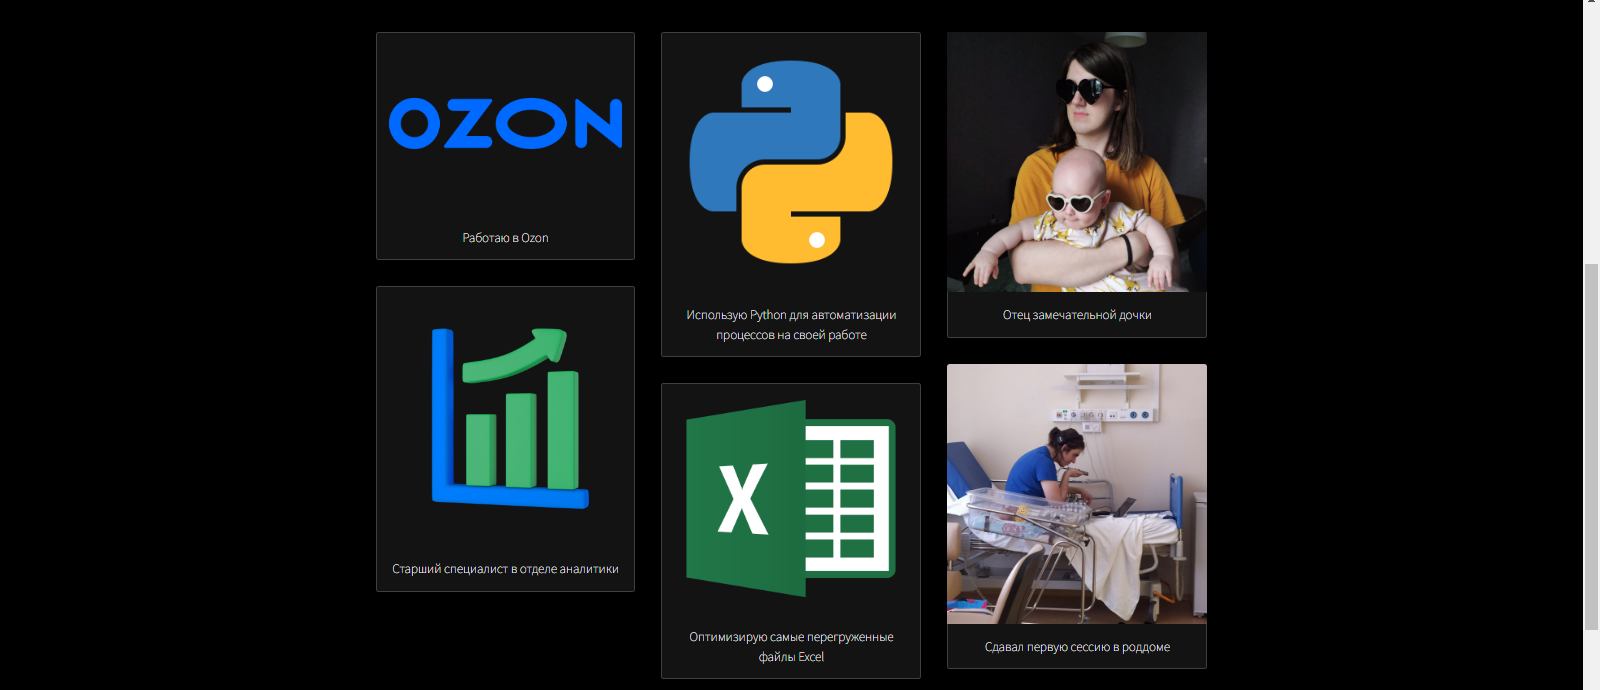 OZON
Работаю в Ozon
Старший специалист в отделе аналитики
Использую Python для автоматизации
процессов на своей работе
X
Оптимизирую самые перегруженные
файлы Excel
Отец замечательной дочки
Сдавал первую сессию в роддоме